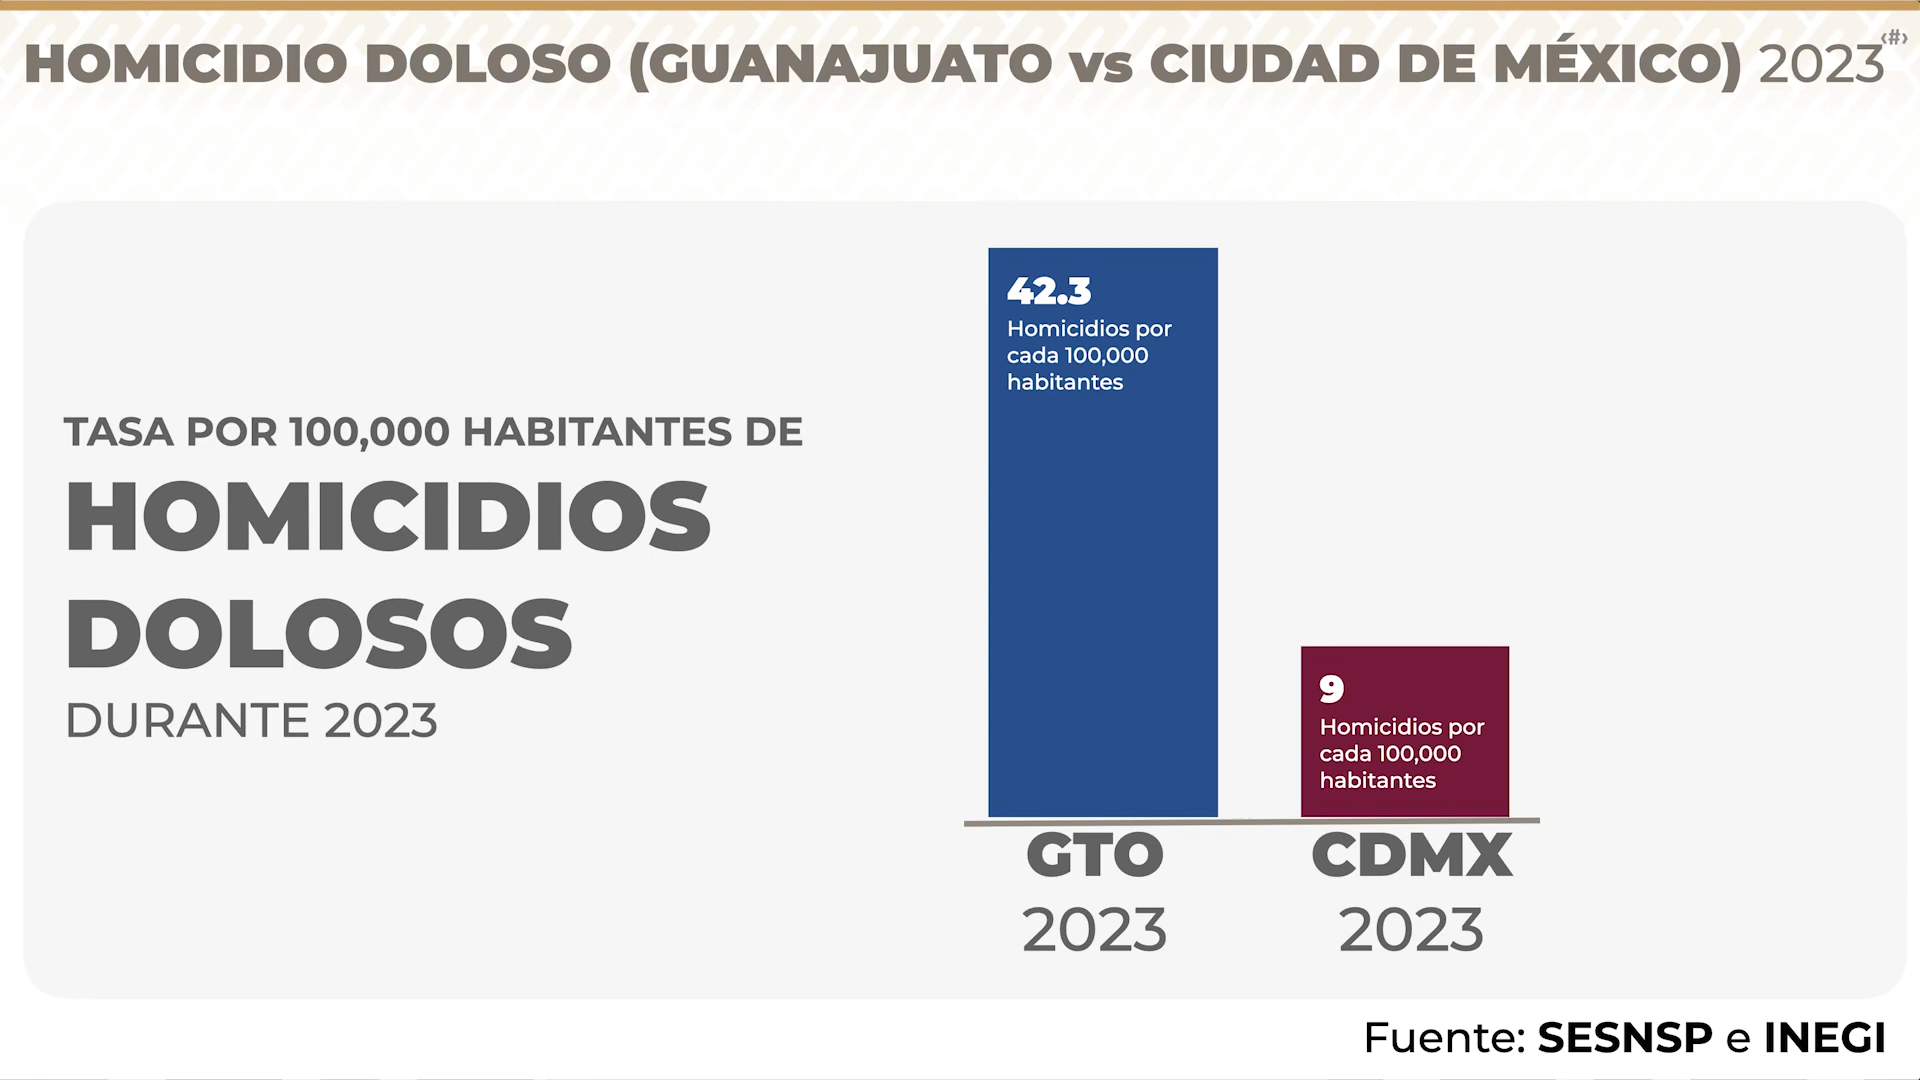 HOMICIDIO DOLOSO (GUANAJUATO vs CIUDAD DE MÉXICO) 2023
‹#›
TASA POR 100,000 HABITANTES DE
HOMICIDIOS
DOLOSOS
DURANTE 2023
42.3
Homicidios por
cada 100,000
habitantes
9
Homicidios por
cada 100,000
habitantes
GTO
2023
CDMX
2023
Fuente: SESNSP e INEGI